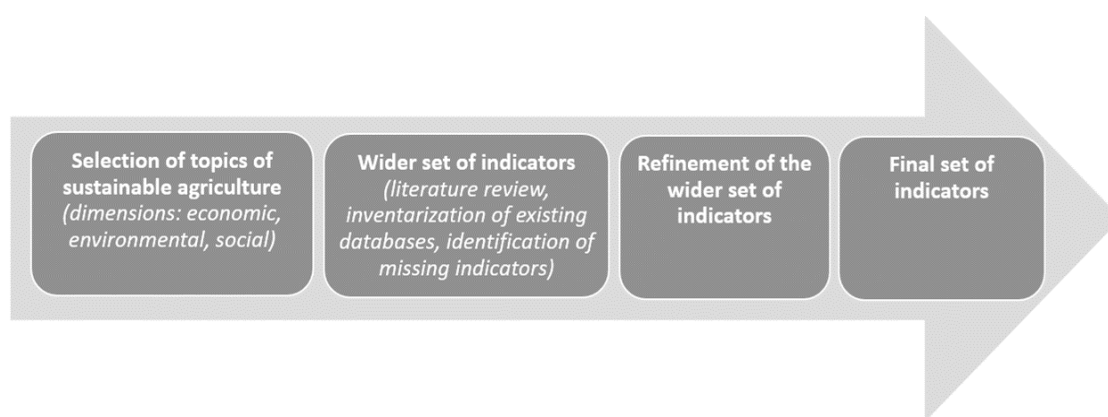 Selection of topics of
sustainable agriculture
(dimensions: economic,
environmental, social)
Wider set of indicators
(literature review,
inventarization of existing
databases, identification of
missing indicators)
Refinement of the
wider set of
indicators
Final set of
indicators